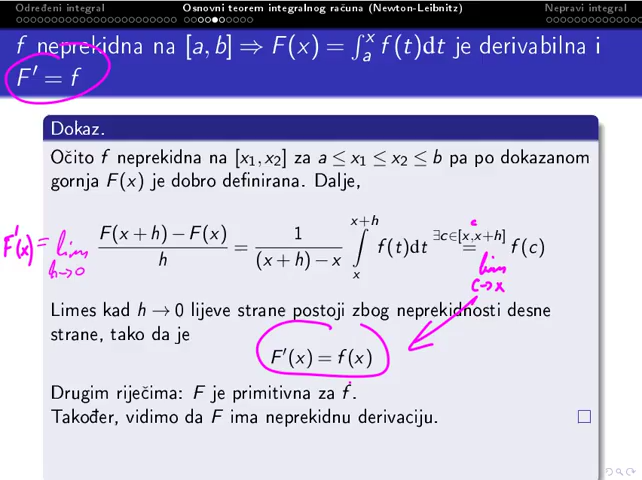 Određeni integral Osnovni teorem integralnog računa (Newton-Leibnitz) Nepravi integral
f neprekidna na [a, b] ⇒ F(x) = ∫ₐˣ f(t)dt je derivabilna i
F′ = f
Dokaz.
Očito f neprekidna na [x₁, x₂] za a ≤ x₁ ≤ x₂ ≤ b pa po dokazanom
gornja F(x) je dobro definirana. Dalje,
F'(x) = lim h→0 (F(x + h) − F(x))/h = 1/((x + h) − x) ∫ₓˣ⁺ʰ f(t)dt =^{∃c∈[x,x+h]} lim c→x f(c)
Limes kad h → 0 lijeve strane postoji zbog neprekidnosti desne
strane, tako da je
F′(x) = f(x)
Drugim riječima: F je primitivna za f.
Također, vidimo da F ima neprekidnu derivaciju. □